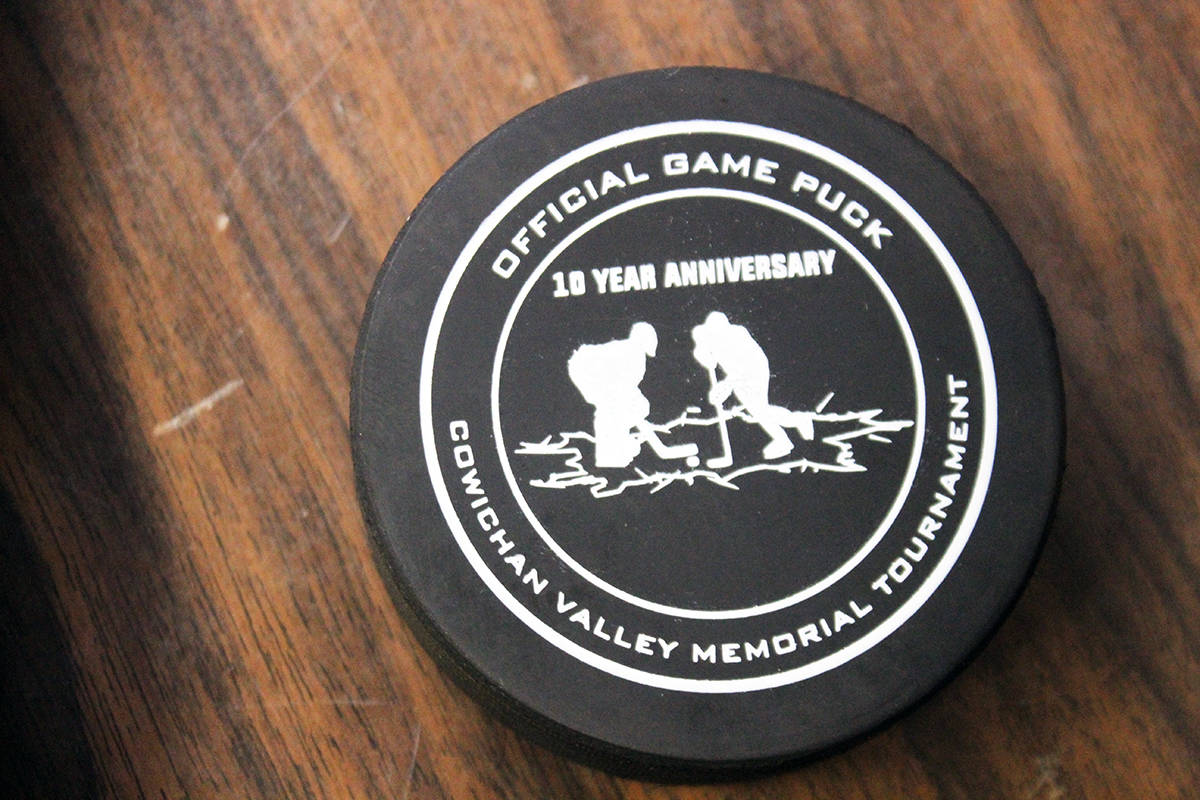 OFFICIAL GAME PUCK
10 YEAR ANNIVERSARY
COWICHAN VALLEY MEMORIAL TOURNAMENT